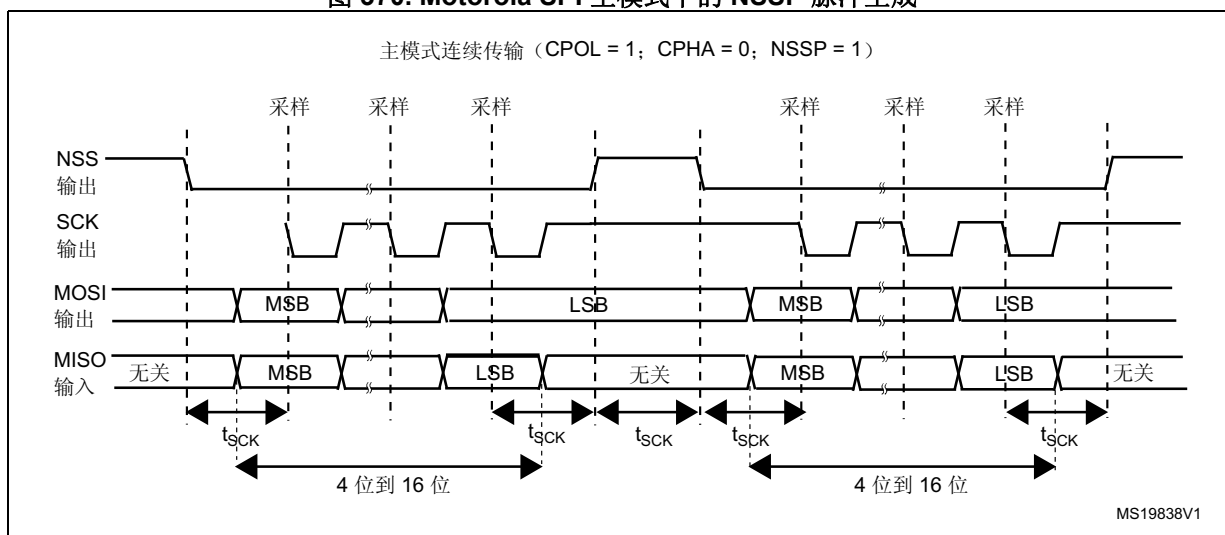 图 570. Motorola SPI 主模式下的 NSSP 脉冲生成
主模式连续传输（CPOL = 1；CPHA = 0；NSSP = 1）
采样 采样 采样 采样 采样 采样
NSS
输出
SCK
输出
MOSI
输出
MSB LSB MSB LSB
MISO
输入
无关 MSB LSB 无关 MSB LSB 无关
tSCK tSCK tSCK tSCK tSCK
4 位到 16 位 4 位到 16 位
MS19838V1